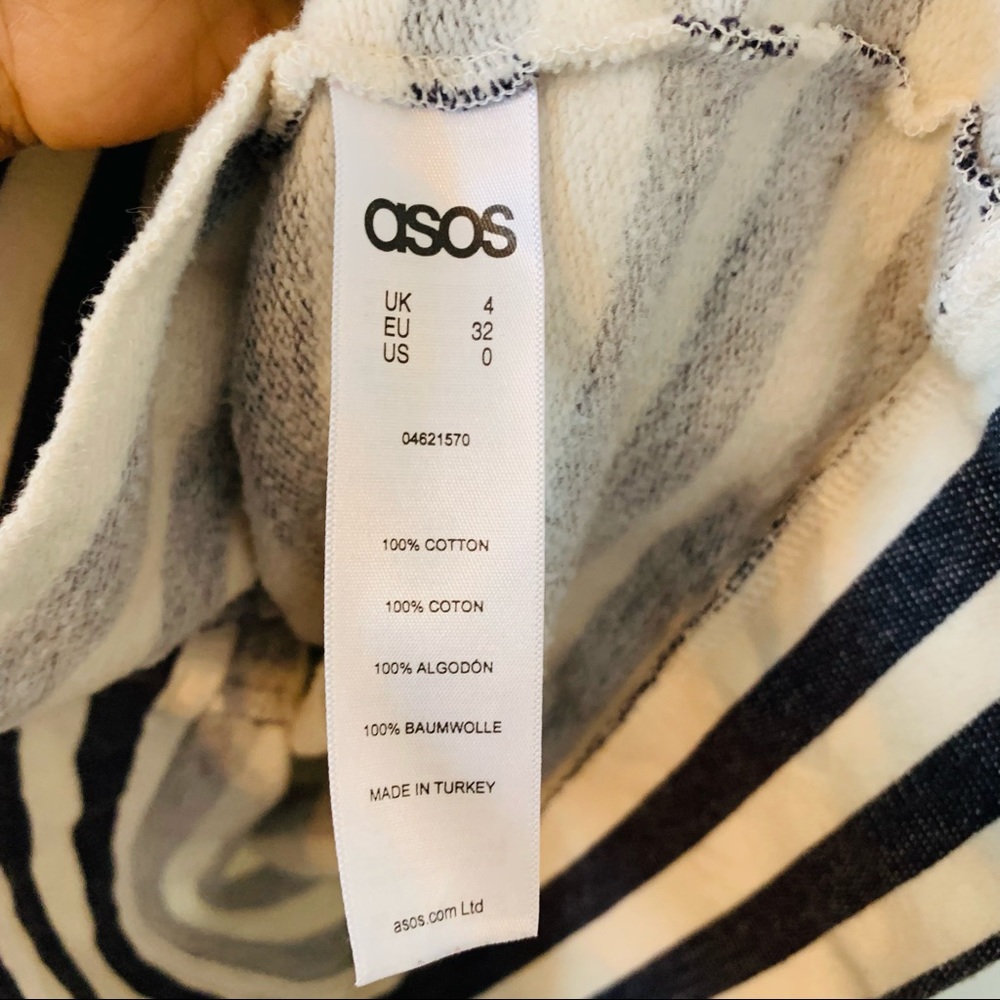 asos
UK 4
EU 32
US 0
04621570
100% COTTON
100% COTON
100% ALGODÓN
100% BAUMWOLLE
MADE IN TURKEY
asos.com Ltd